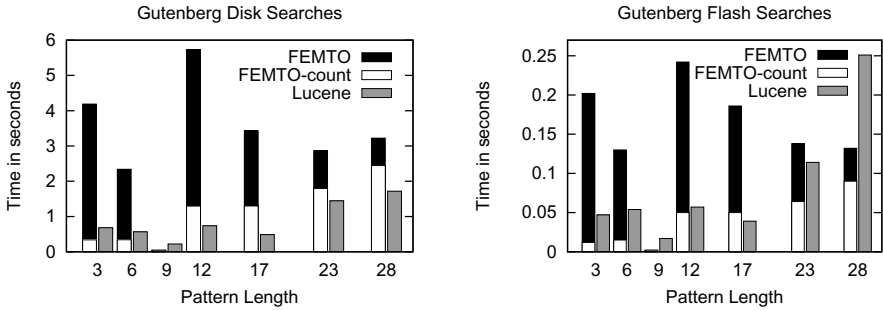 Gutenberg Disk Searches
6
5
4
3
2
1
0
Time in seconds
FEMTO
FEMTO-count
Lucene
3 6 9 12 17 23 28
Pattern Length
Gutenberg Flash Searches
0.25
0.2
0.15
0.1
0.05
0
Time in seconds
FEMTO
FEMTO-count
Lucene
3 6 9 12 17 23 28
Pattern Length